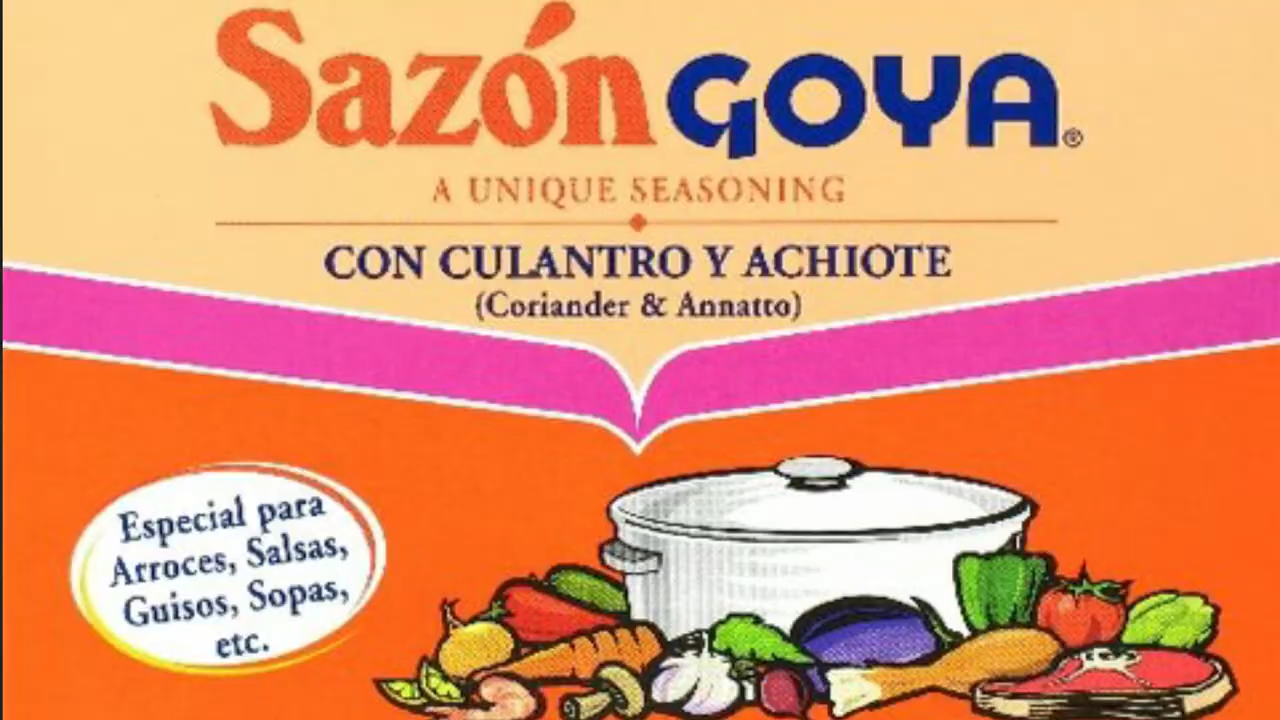 Sazón GOYA®
A UNIQUE SEASONING
CON CULANTRO Y ACHIOTE
(Coriander & Annatto)
Especial para
Arroces, Salsas,
Guisos, Sopas,
etc.